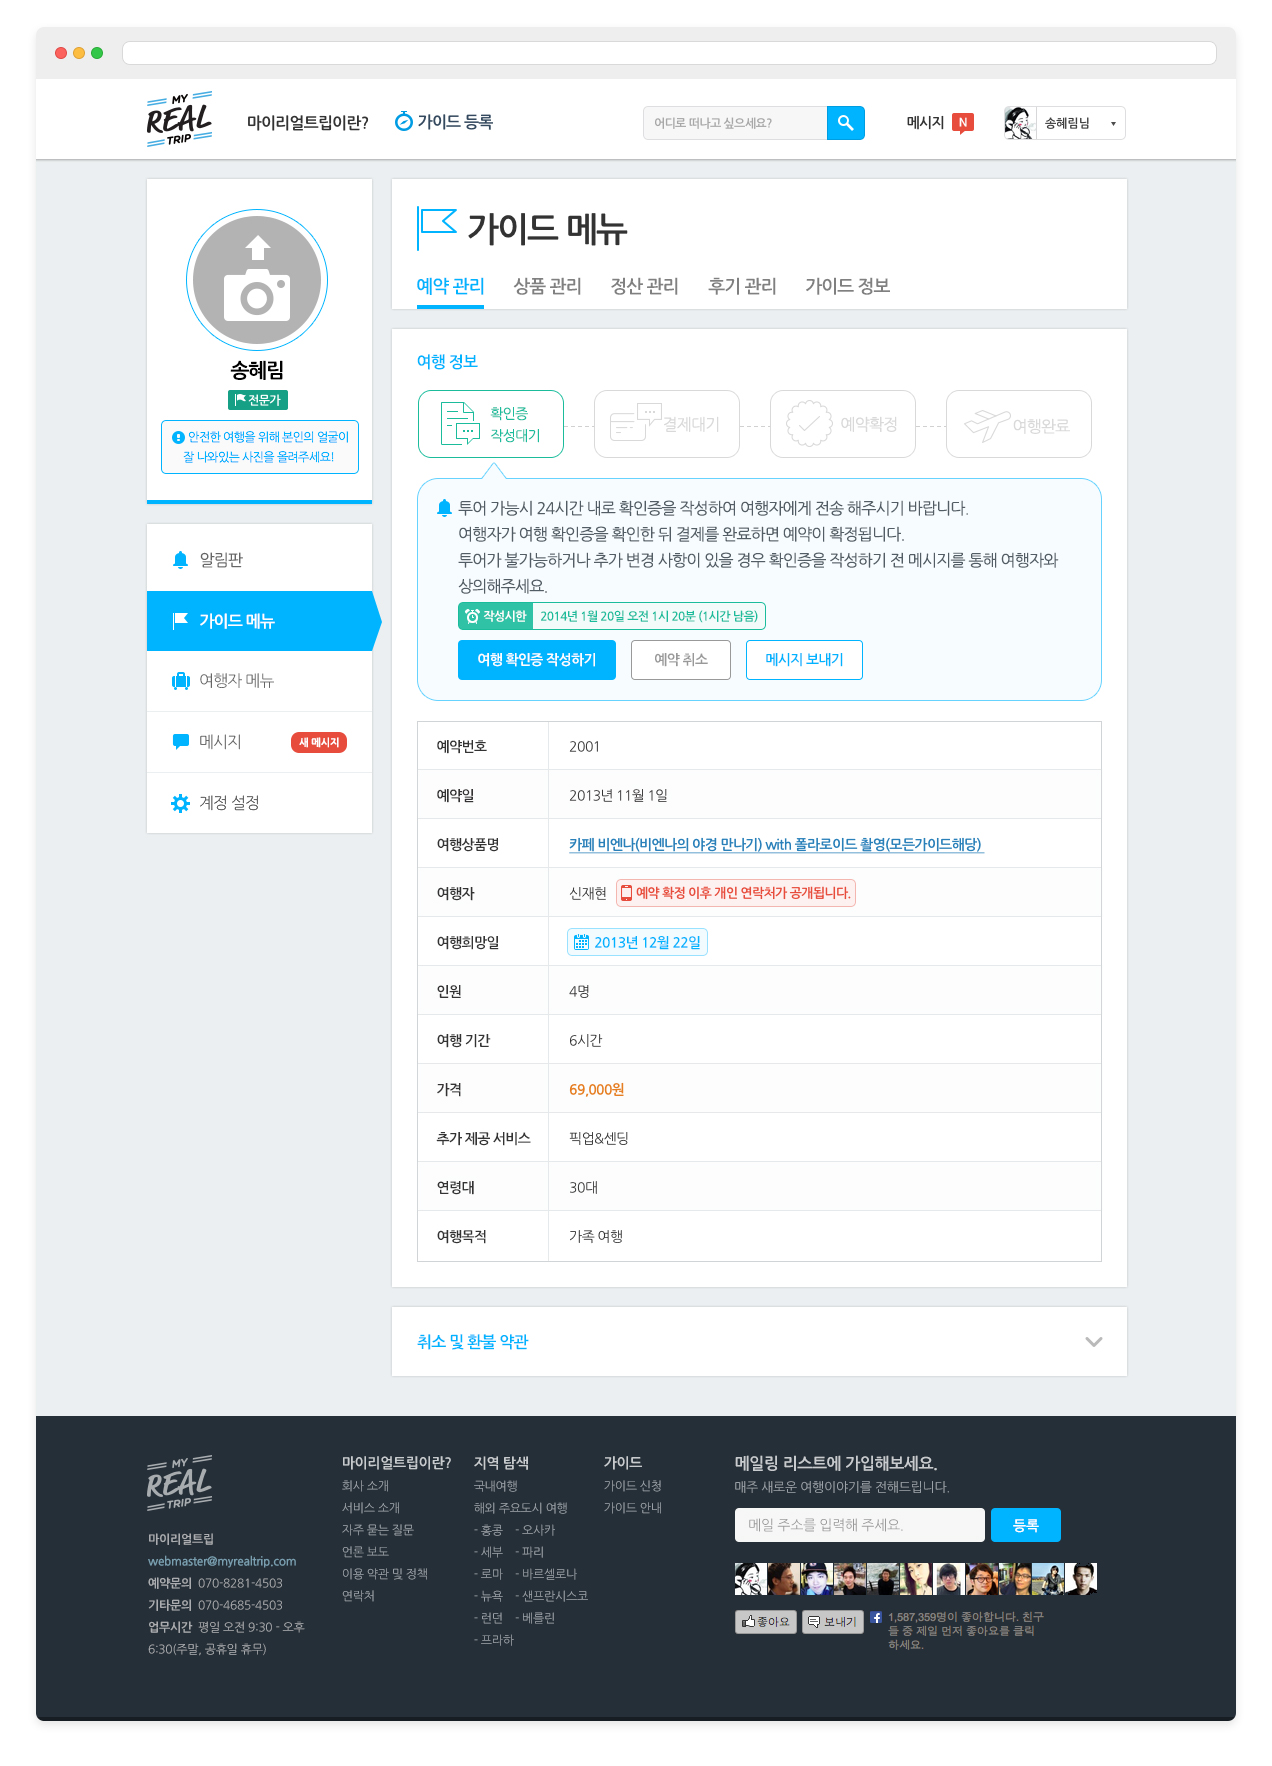 MY
REAL
TRIP
마이리얼트립이란?
가이드 등록
어디로 떠나고 싶으세요?
메시지 N
송혜림님
송혜림
전문가
안전한 여행을 위해 본인의 얼굴이
잘 나와있는 사진을 올려주세요!
알림판
가이드 메뉴
여행자 메뉴
메시지 새 메시지
계정 설정
가이드 메뉴
예약 관리 상품 관리 정산 관리 후기 관리 가이드 정보
여행 정보
확인증
작성대기
결제대기
예약확정
여행완료
투어 가능시 24시간 내로 확인증을 작성하여 여행자에게 전송 해주시기 바랍니다.
여행자가 여행 확인증을 확인한 뒤 결제를 완료하면 예약이 확정됩니다.
투어가 불가능하거나 추가 변경 사항이 있을 경우 확인증을 작성하기 전 메시지를 통해 여행자와
상의해주세요.
작성시한 2014년 1월 20일 오전 1시 20분 (1시간 남음)
여행 확인증 작성하기 예약 취소 메시지 보내기
예약번호 2001
예약일 2013년 11월 1일
여행상품명 카페 비엔나(비엔나의 야경 만나기) with 폴라로이드 촬영(모든가이드해당)
여행자 신재현 예약 확정 이후 개인 연락처가 공개됩니다.
여행희망일 2013년 12월 22일
인원 4명
여행 기간 6시간
가격 69,000원
추가 제공 서비스 픽업&센딩
연령대 30대
여행목적 가족 여행
취소 및 환불 약관
MY
REAL
TRIP
마이리얼트립
webmaster@myrealtrip.com
예약문의 070-8281-4503
기타문의 070-4685-4503
업무시간 평일 오전 9:30 - 오후
6:30(주말, 공휴일 휴무)
마이리얼트립이란?
회사 소개
서비스 소개
자주 묻는 질문
언론 보도
이용 약관 및 정책
연락처
지역 탐색
국내여행
해외 주요도시 여행
- 홍콩 - 오사카
- 세부 - 파리
- 로마 - 바르셀로나
- 뉴욕 - 샌프란시스코
- 런던 - 베를린
- 프라하
가이드
가이드 신청
가이드 안내
메일링 리스트에 가입해보세요.
매주 새로운 여행이야기를 전해드립니다.
메일 주소를 입력해 주세요. 등록
좋아요 보내기 f 1,587,359명이 좋아합니다. 친구
들 중 제일 먼저 좋아요를 클릭
하세요.